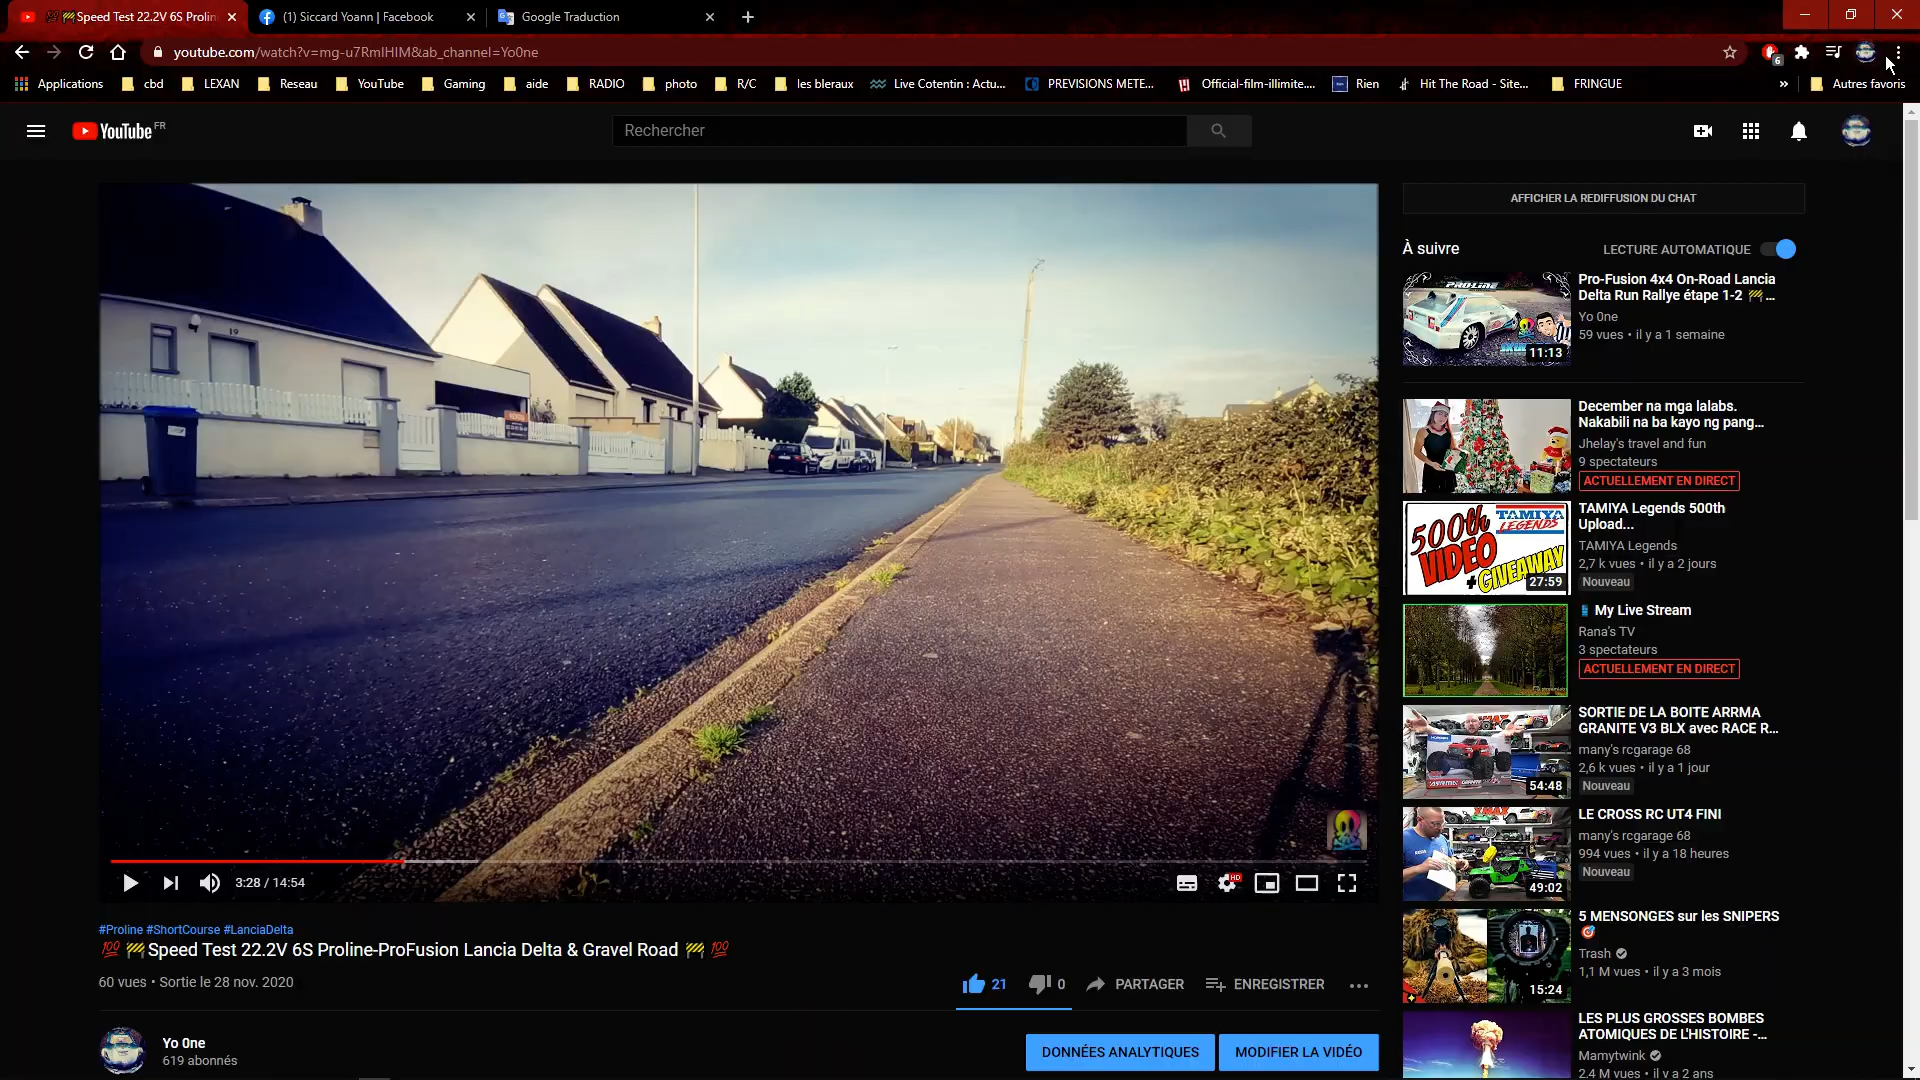 Speed Test 22.2V 6S Prolin
(1) Siccard Yoann | Facebook
Google Traduction
youtube.com/watch?v=mg-u7RmIHIM&ab_channel=Yo0ne
6
Applications
cbd
LEXAN
Reseau
YouTube
Gaming
aide
RADIO
photo
R/C
les bleraux
Live Cotentin : Actu...
PREVISIONS METE...
Official-film-illimite....
Rien
Hit The Road - Site...
FRINGUE
»
Autres favoris
YouTube FR
Rechercher
19
HD
3:28 / 14:54
#Proline #ShortCourse #LanciaDelta
💯 🚧Speed Test 22.2V 6S Proline-ProFusion Lancia Delta & Gravel Road 🚧 💯
60 vues • Sortie le 28 nov. 2020
21
0
PARTAGER
ENREGISTRER
Yo 0ne
619 abonnés
DONNÉES ANALYTIQUES
MODIFIER LA VIDÉO
AFFICHER LA REDIFFUSION DU CHAT
À suivre
LECTURE AUTOMATIQUE
PRO-LINE
11:13
Pro-Fusion 4x4 On-Road Lancia
Delta Run Rallye étape 1-2 🚧...
Yo 0ne
59 vues • il y a 1 semaine
December na mga lalabs.
Nakabili na ba kayo ng pang...
Jhelay's travel and fun
9 spectateurs
ACTUELLEMENT EN DIRECT
500th
VIDEO
+GIVEAWAY
TAMIYA
LEGENDS
27:59
TAMIYA Legends 500th
Upload...
TAMIYA Legends
2,7 k vues • il y a 2 jours
Nouveau
My Live Stream
Rana's TV
3 spectateurs
ACTUELLEMENT EN DIRECT
54:48
SORTIE DE LA BOITE ARRMA
GRANITE V3 BLX avec RACE R...
many's rcgarage 68
2,6 k vues • il y a 1 jour
Nouveau
49:02
LE CROSS RC UT4 FINI
many's rcgarage 68
994 vues • il y a 18 heures
Nouveau
15:24
5 MENSONGES sur les SNIPERS
🎯
Trash
1,1 M vues • il y a 3 mois
LES PLUS GROSSES BOMBES
ATOMIQUES DE L'HISTOIRE -...
Mamytwink
2,4 M vues • il y a 2 ans